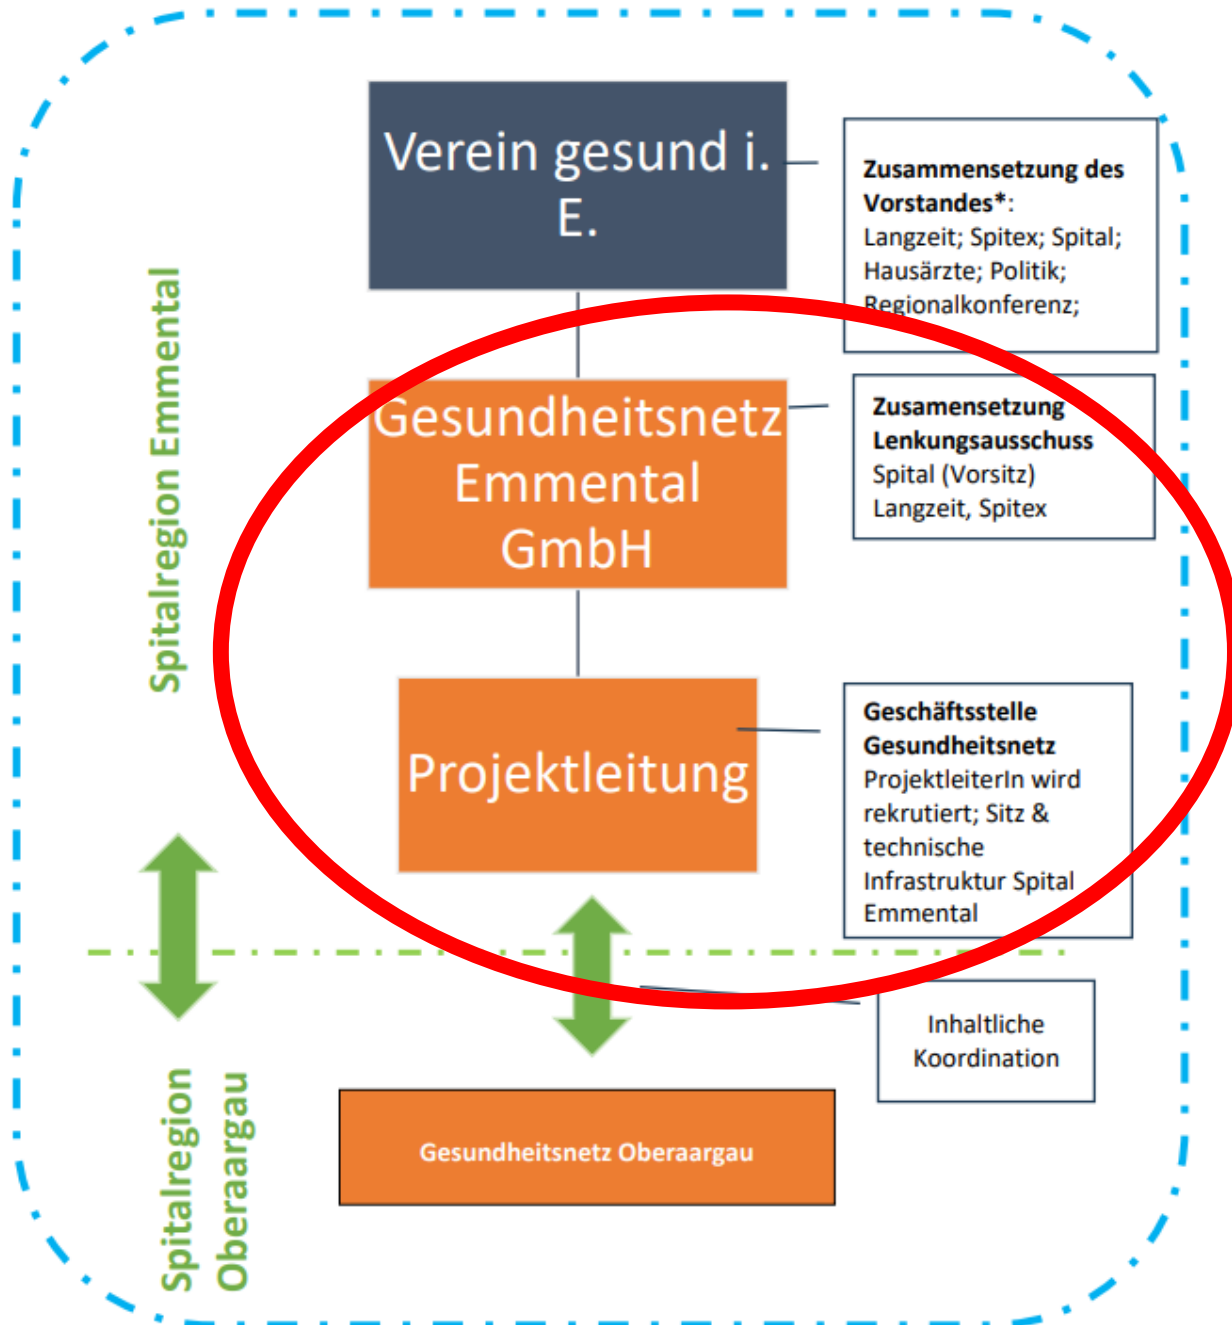 Verein gesund i.
E.
Zusammensetzung des
Vorstandes*:
Langzeit; Spitex; Spital;
Hausärzte; Politik;
Regionalkonferenz;
Spitalregion Emmental
Gesundheitsnetz
Emmental
GmbH
Zusamensetzung
Lenkungsausschuss
Spital (Vorsitz)
Langzeit, Spitex
Projektleitung
Geschäftsstelle
Gesundheitsnetz
ProjektleiterIn wird
rekrutiert; Sitz &
technische
Infrastruktur Spital
Emmental
Inhaltliche
Koordination
Spitalregion
Oberaargau
Gesundheitsnetz Oberaargau